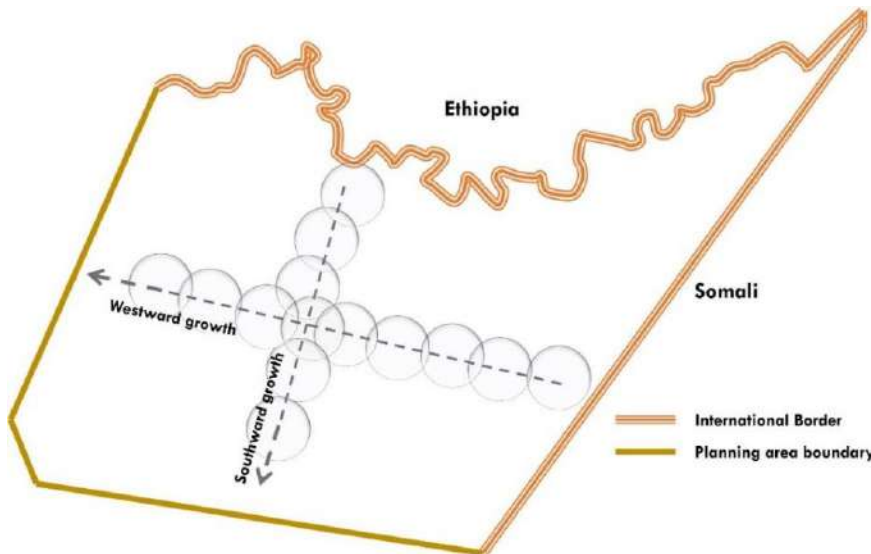 Ethiopia
Somali
Westward growth
Southward growth
International Border
Planning area boundary